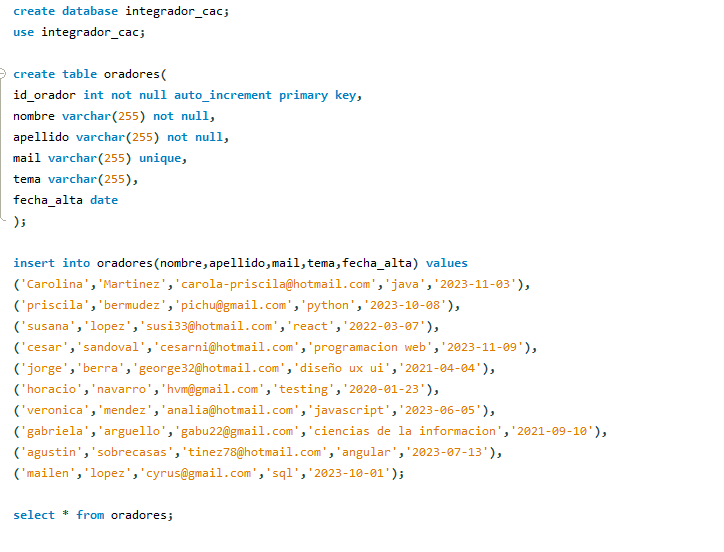 create database integrador_cac;
use integrador_cac;
create table oradores(
id_orador int not null auto_increment primary key,
nombre varchar(255) not null,
apellido varchar(255) not null,
mail varchar(255) unique,
tema varchar(255),
fecha_alta date
);
insert into oradores(nombre,apellido,mail,tema,fecha_alta) values
('Carolina','Martinez','carola-priscila@hotmail.com','java','2023-11-03'),
('priscila','bermudez','pichu@gmail.com','python','2023-10-08'),
('susana','lopez','susi33@hotmail.com','react','2022-03-07'),
('cesar','sandoval','cesarni@hotmail.com','programacion web','2023-11-09'),
('jorge','berra','george32@hotmail.com','diseño ux ui','2021-04-04'),
('horacio','navarro','hvm@gmail.com','testing','2020-01-23'),
('veronica','mendez','analia@hotmail.com','javascript','2023-06-05'),
('gabriela','arguello','gabu22@gmail.com','ciencias de la informacion','2021-09-10'),
('agustin','sobrecasas','tinez78@hotmail.com','angular','2023-07-13'),
('mailen','lopez','cyrus@gmail.com','sql','2023-10-01');
select * from oradores;